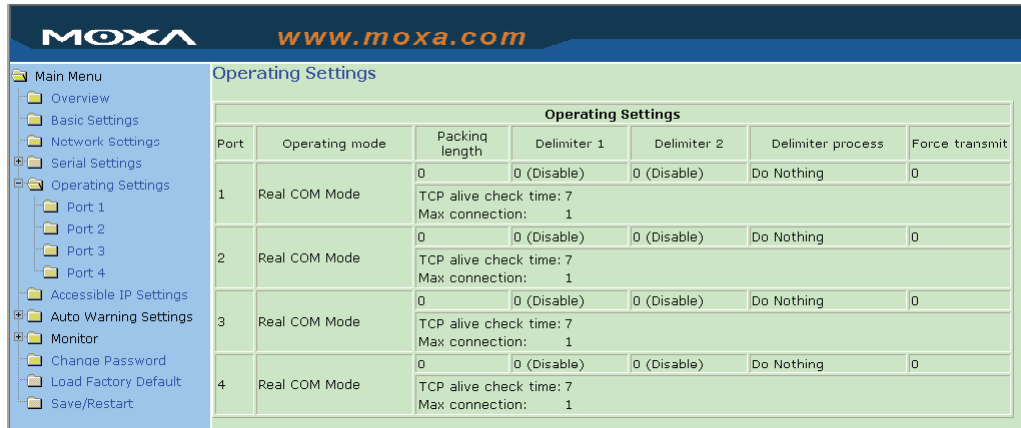 MOXA www.moxa.com
Main Menu
Overview
Basic Settings
Network Settings
Serial Settings
Operating Settings
Port 1
Port 2
Port 3
Port 4
Accessible IP Settings
Auto Warning Settings
Monitor
Change Password
Load Factory Default
Save/Restart
Operating Settings
Operating Settings
Port Operating mode Packing length Delimiter 1 Delimiter 2 Delimiter process Force transmit
1 Real COM Mode 0 0 (Disable) 0 (Disable) Do Nothing 0
TCP alive check time: 7
Max connection: 1
2 Real COM Mode 0 0 (Disable) 0 (Disable) Do Nothing 0
TCP alive check time: 7
Max connection: 1
3 Real COM Mode 0 0 (Disable) 0 (Disable) Do Nothing 0
TCP alive check time: 7
Max connection: 1
4 Real COM Mode 0 0 (Disable) 0 (Disable) Do Nothing 0
TCP alive check time: 7
Max connection: 1